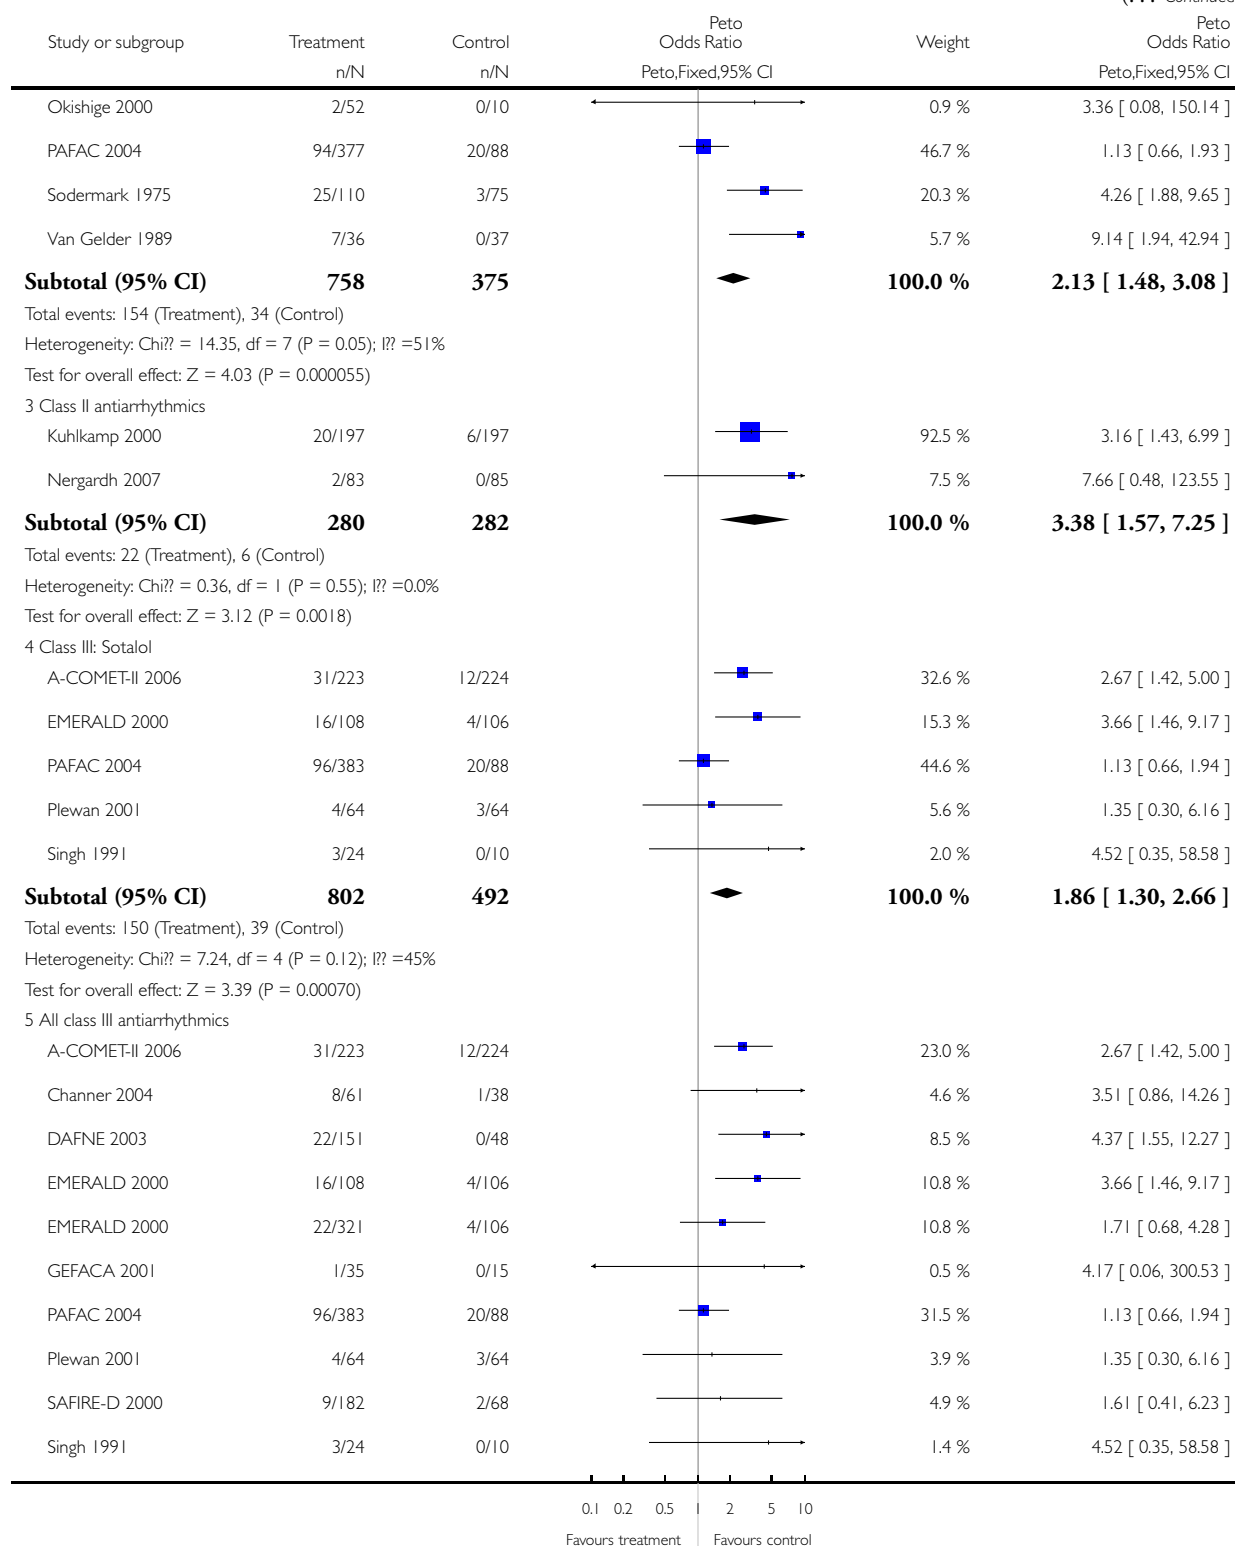 Peto Peto
Study or subgroup Treatment Control Odds Ratio Weight Odds Ratio
n/N n/N Peto,Fixed,95% CI Peto,Fixed,95% CI
Okishige 2000 2/52 0/10 0.9 % 3.36 [ 0.08, 150.14 ]
PAFAC 2004 94/377 20/88 46.7 % 1.13 [ 0.66, 1.93 ]
Sodermark 1975 25/110 3/75 20.3 % 4.26 [ 1.88, 9.65 ]
Van Gelder 1989 7/36 0/37 5.7 % 9.14 [ 1.94, 42.94 ]
Subtotal (95% CI) 758 375 100.0 % 2.13 [ 1.48, 3.08 ]
Total events: 154 (Treatment), 34 (Control)
Heterogeneity: Chi?? = 14.35, df = 7 (P = 0.05); I?? =51%
Test for overall effect: Z = 4.03 (P = 0.000055)
3 Class II antiarrhythmics
Kuhlkamp 2000 20/197 6/197 92.5 % 3.16 [ 1.43, 6.99 ]
Nergardh 2007 2/83 0/85 7.5 % 7.66 [ 0.48, 123.55 ]
Subtotal (95% CI) 280 282 100.0 % 3.38 [ 1.57, 7.25 ]
Total events: 22 (Treatment), 6 (Control)
Heterogeneity: Chi?? = 0.36, df = 1 (P = 0.55); I?? =0.0%
Test for overall effect: Z = 3.12 (P = 0.0018)
4 Class III: Sotalol
A-COMET-II 2006 31/223 12/224 32.6 % 2.67 [ 1.42, 5.00 ]
EMERALD 2000 16/108 4/106 15.3 % 3.66 [ 1.46, 9.17 ]
PAFAC 2004 96/383 20/88 44.6 % 1.13 [ 0.66, 1.94 ]
Plewan 2001 4/64 3/64 5.6 % 1.35 [ 0.30, 6.16 ]
Singh 1991 3/24 0/10 2.0 % 4.52 [ 0.35, 58.58 ]
Subtotal (95% CI) 802 492 100.0 % 1.86 [ 1.30, 2.66 ]
Total events: 150 (Treatment), 39 (Control)
Heterogeneity: Chi?? = 7.24, df = 4 (P = 0.12); I?? =45%
Test for overall effect: Z = 3.39 (P = 0.00070)
5 All class III antiarrhythmics
A-COMET-II 2006 31/223 12/224 23.0 % 2.67 [ 1.42, 5.00 ]
Channer 2004 8/61 1/38 4.6 % 3.51 [ 0.86, 14.26 ]
DAFNE 2003 22/151 0/48 8.5 % 4.37 [ 1.55, 12.27 ]
EMERALD 2000 16/108 4/106 10.8 % 3.66 [ 1.46, 9.17 ]
EMERALD 2000 22/321 4/106 10.8 % 1.71 [ 0.68, 4.28 ]
GEFACA 2001 1/35 0/15 0.5 % 4.17 [ 0.06, 300.53 ]
PAFAC 2004 96/383 20/88 31.5 % 1.13 [ 0.66, 1.94 ]
Plewan 2001 4/64 3/64 3.9 % 1.35 [ 0.30, 6.16 ]
SAFIRE-D 2000 9/182 2/68 4.9 % 1.61 [ 0.41, 6.23 ]
Singh 1991 3/24 0/10 1.4 % 4.52 [ 0.35, 58.58 ]
0.1 0.2 0.5 1 2 5 10
Favours treatment Favours control